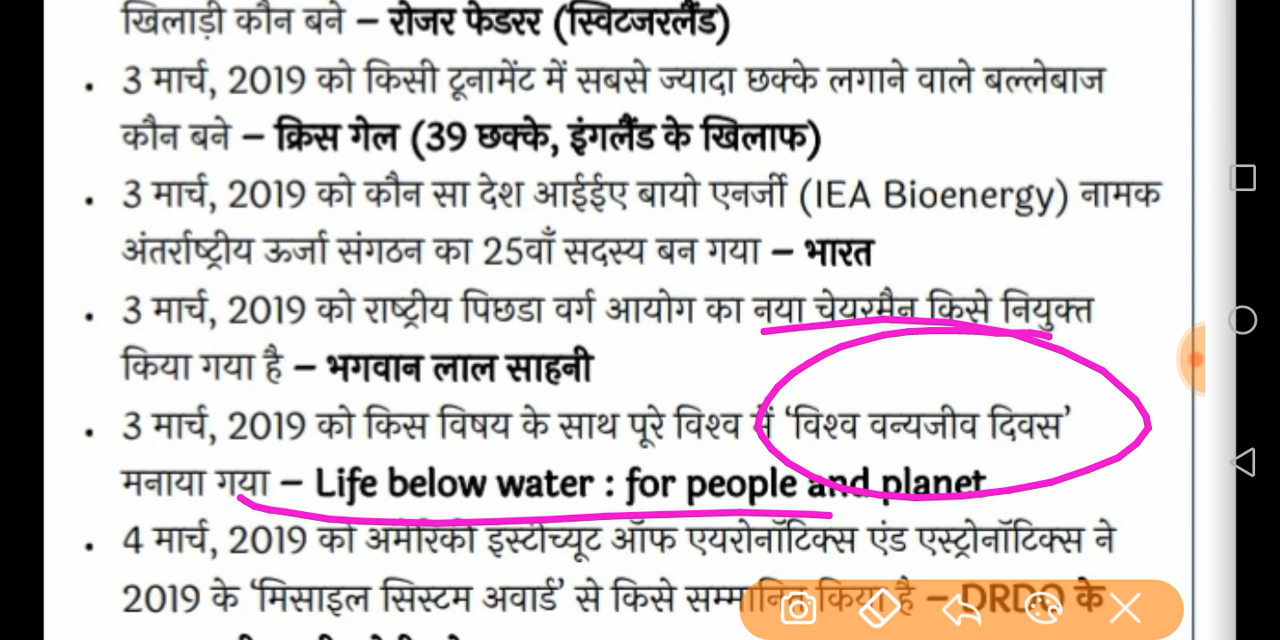 खिलाड़ी कौन बने – रोजर फेडरर (स्विटजरलैंड)
• 3 मार्च, 2019 को किसी टूनामेंट में सबसे ज्यादा छक्के लगाने वाले बल्लेबाज
कौन बने – क्रिस गेल (39 छक्के, इंगलैंड के खिलाफ)
• 3 मार्च, 2019 को कौन सा देश आईईए बायो एनर्जी (IEA Bioenergy) नामक
अंतर्राष्ट्रीय ऊर्जा संगठन का 25वाँ सदस्य बन गया – भारत
• 3 मार्च, 2019 को राष्ट्रीय पिछडा वर्ग आयोग का नया चेयरमैन किसे नियुक्त
किया गया है – भगवान लाल साहनी
• 3 मार्च, 2019 को किस विषय के साथ पूरे विश्व में ‘विश्व वन्यजीव दिवस’
मनाया गया – Life below water : for people and planet
• 4 मार्च, 2019 को अमेरिकी इंस्टीच्यूट ऑफ एयरोनॉटिक्स एंड एस्ट्रोनॉटिक्स ने
2019 के ‘मिसाइल सिस्टम अवार्ड’ से किसे सम्मानित किया है – DRDO के